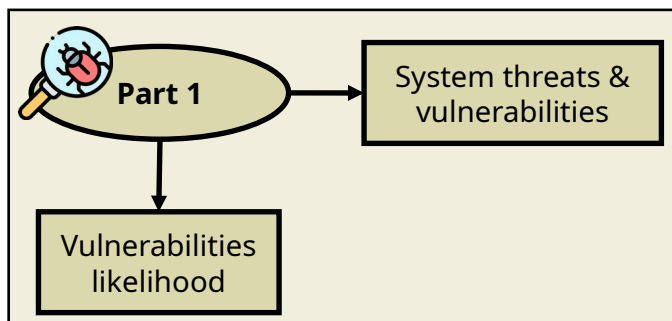 Part 1
System threats &
vulnerabilities
Vulnerabilities
likelihood